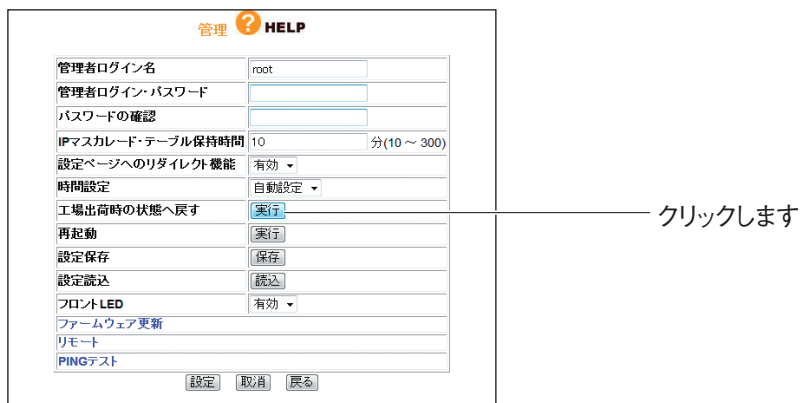 管理 ? HELP
管理者ログイン名 root
管理者ログイン・パスワード
パスワードの確認
IPマスカレード・テーブル保持時間 10 分(10 ～ 300)
設定ページへのリダイレクト機能 有効
時間設定 自動設定
工場出荷時の状態へ戻す 実行 クリックします
再起動 実行
設定保存 保存
設定読込 読込
フロントLED 有効
ファームウェア更新
リモート
PINGテスト
設定 取消 戻る